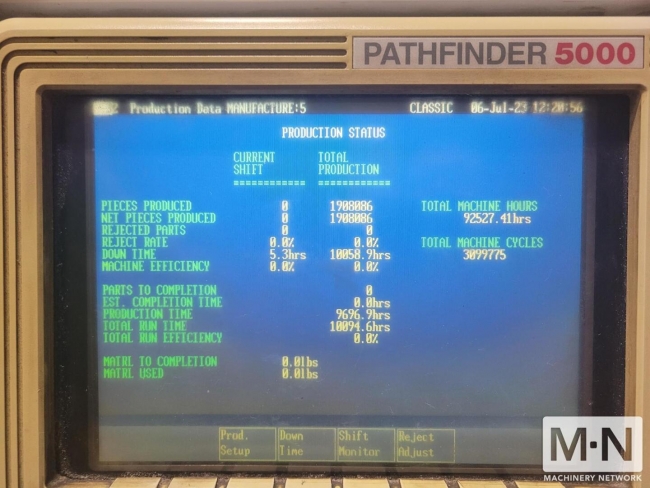 PATHFINDER 5000
Production Data MANUFACTURE:5 CLASSIC 06-Jul-23 12:20:56
PRODUCTION STATUS
CURRENT TOTAL
SHIFT PRODUCTION
============ ============
PIECES PRODUCED 0 1908086 TOTAL MACHINE HOURS
NET PIECES PRODUCED 0 1908086 92527.41hrs
REJECTED PARTS 0 0
REJECT RATE 0.0% 0.0% TOTAL MACHINE CYCLES
DOWN TIME 5.3hrs 10058.9hrs 3099775
MACHINE EFFICIENCY 0.0% 0.0%
PARTS TO COMPLETION 0
EST. COMPLETION TIME 0.0hrs
PRODUCTION TIME 9696.9hrs
TOTAL RUN TIME 10094.6hrs
TOTAL RUN EFFICIENCY 0.0%
MATRL TO COMPLETION 0.0lbs
MATRL USED 0.0lbs
Prod. Down Shift Reject
Setup Time Monitor Adjust
M·N
MACHINERY NETWORK